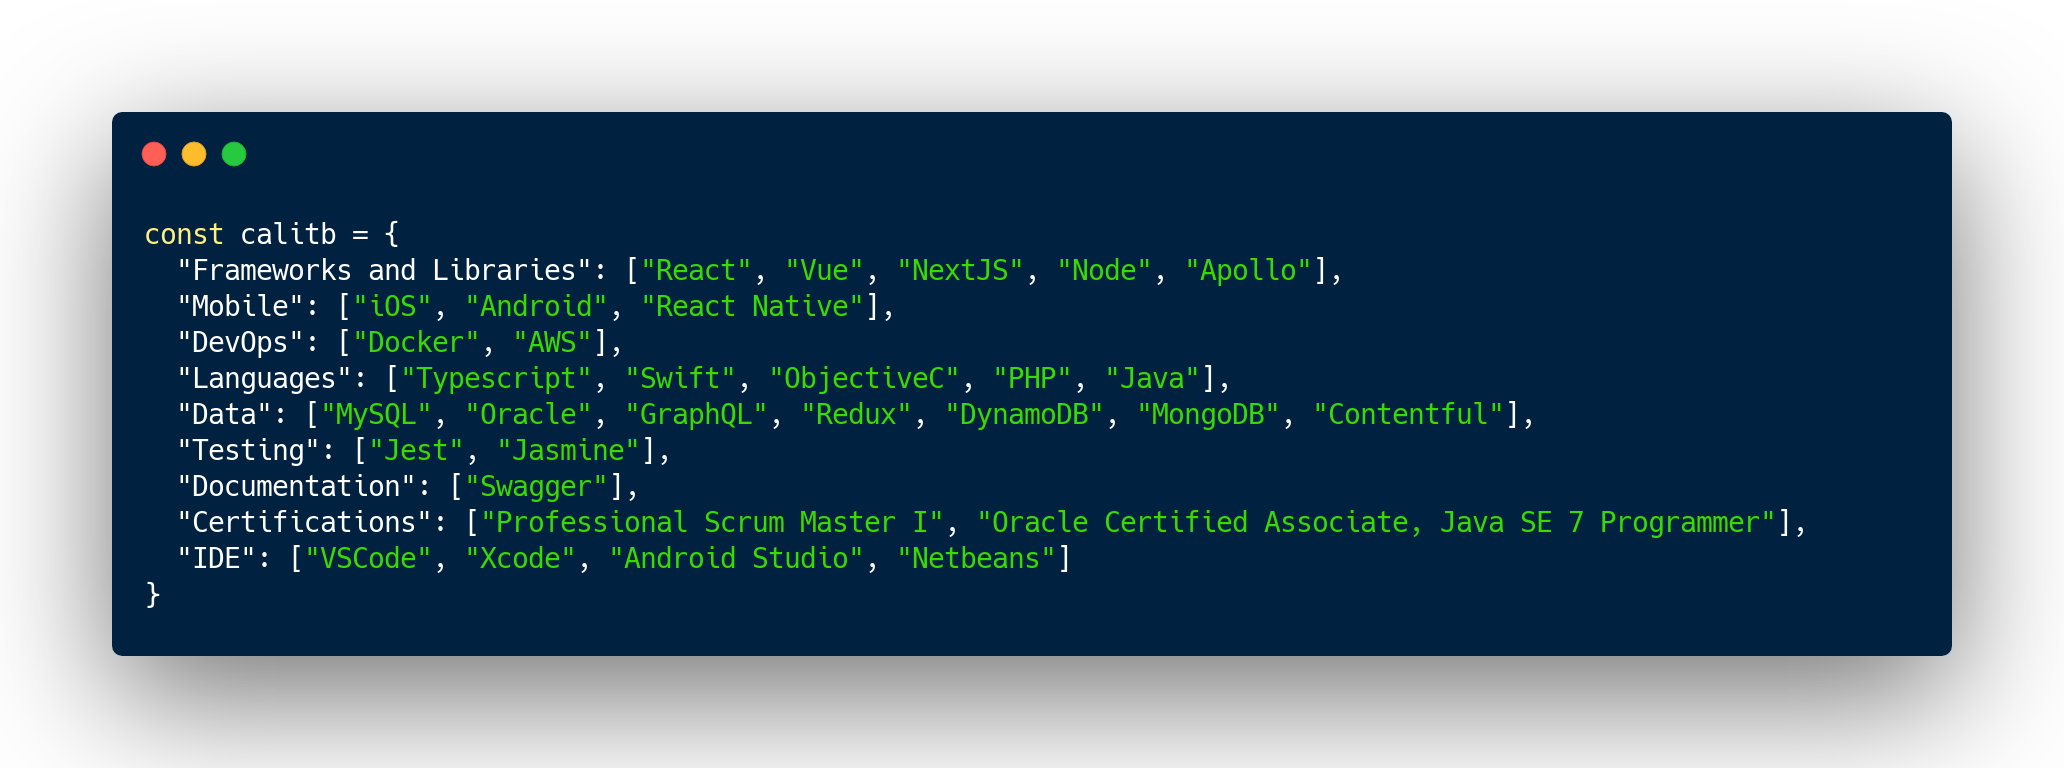 const calitb = {
  "Frameworks and Libraries": ["React", "Vue", "NextJS", "Node", "Apollo"],
  "Mobile": ["iOS", "Android", "React Native"],
  "DevOps": ["Docker", "AWS"],
  "Languages": ["Typescript", "Swift", "ObjectiveC", "PHP", "Java"],
  "Data": ["MySQL", "Oracle", "GraphQL", "Redux", "DynamoDB", "MongoDB", "Contentful"],
  "Testing": ["Jest", "Jasmine"],
  "Documentation": ["Swagger"],
  "Certifications": ["Professional Scrum Master I", "Oracle Certified Associate, Java SE 7 Programmer"],
  "IDE": ["VSCode", "Xcode", "Android Studio", "Netbeans"]
}